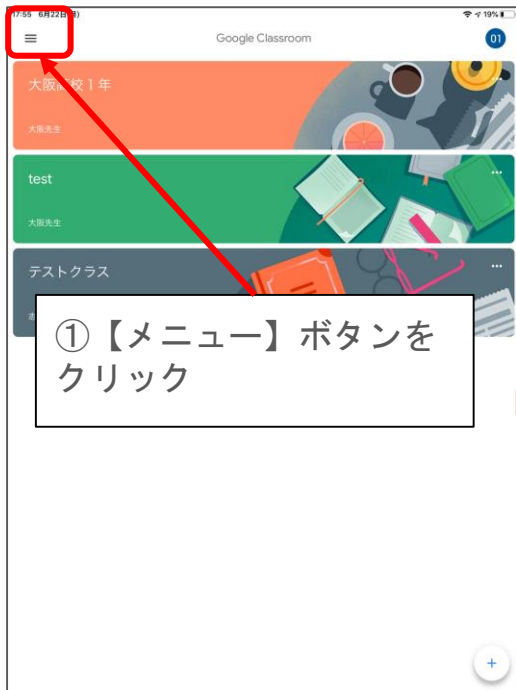 17:55 6月22日(月)
19%
Google Classroom
01
大阪高校1年
大阪先生
test
大阪先生
テストクラス
①【メニュー】ボタンを
クリック